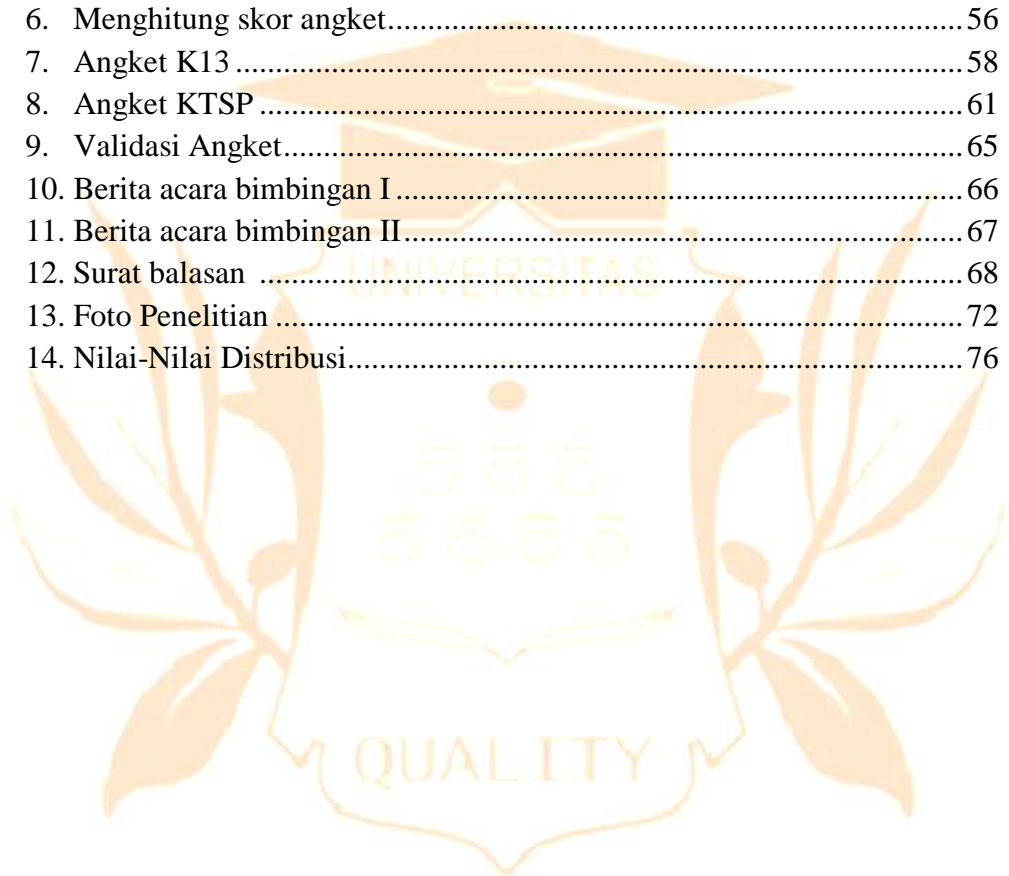 6. Menghitung skor angket......................................................................................56
7. Angket K13..........................................................................................................58
8. Angket KTSP.......................................................................................................61
9. Validasi Angket....................................................................................................65
10. Berita acara bimbingan I.....................................................................................66
11. Berita acara bimbingan II....................................................................................67
12. Surat balasan .......................................................................................................68
13. Foto Penelitian ...................................................................................................72
14. Nilai-Nilai Distribusi...........................................................................................76
UNIVERSITAS
QUALITY